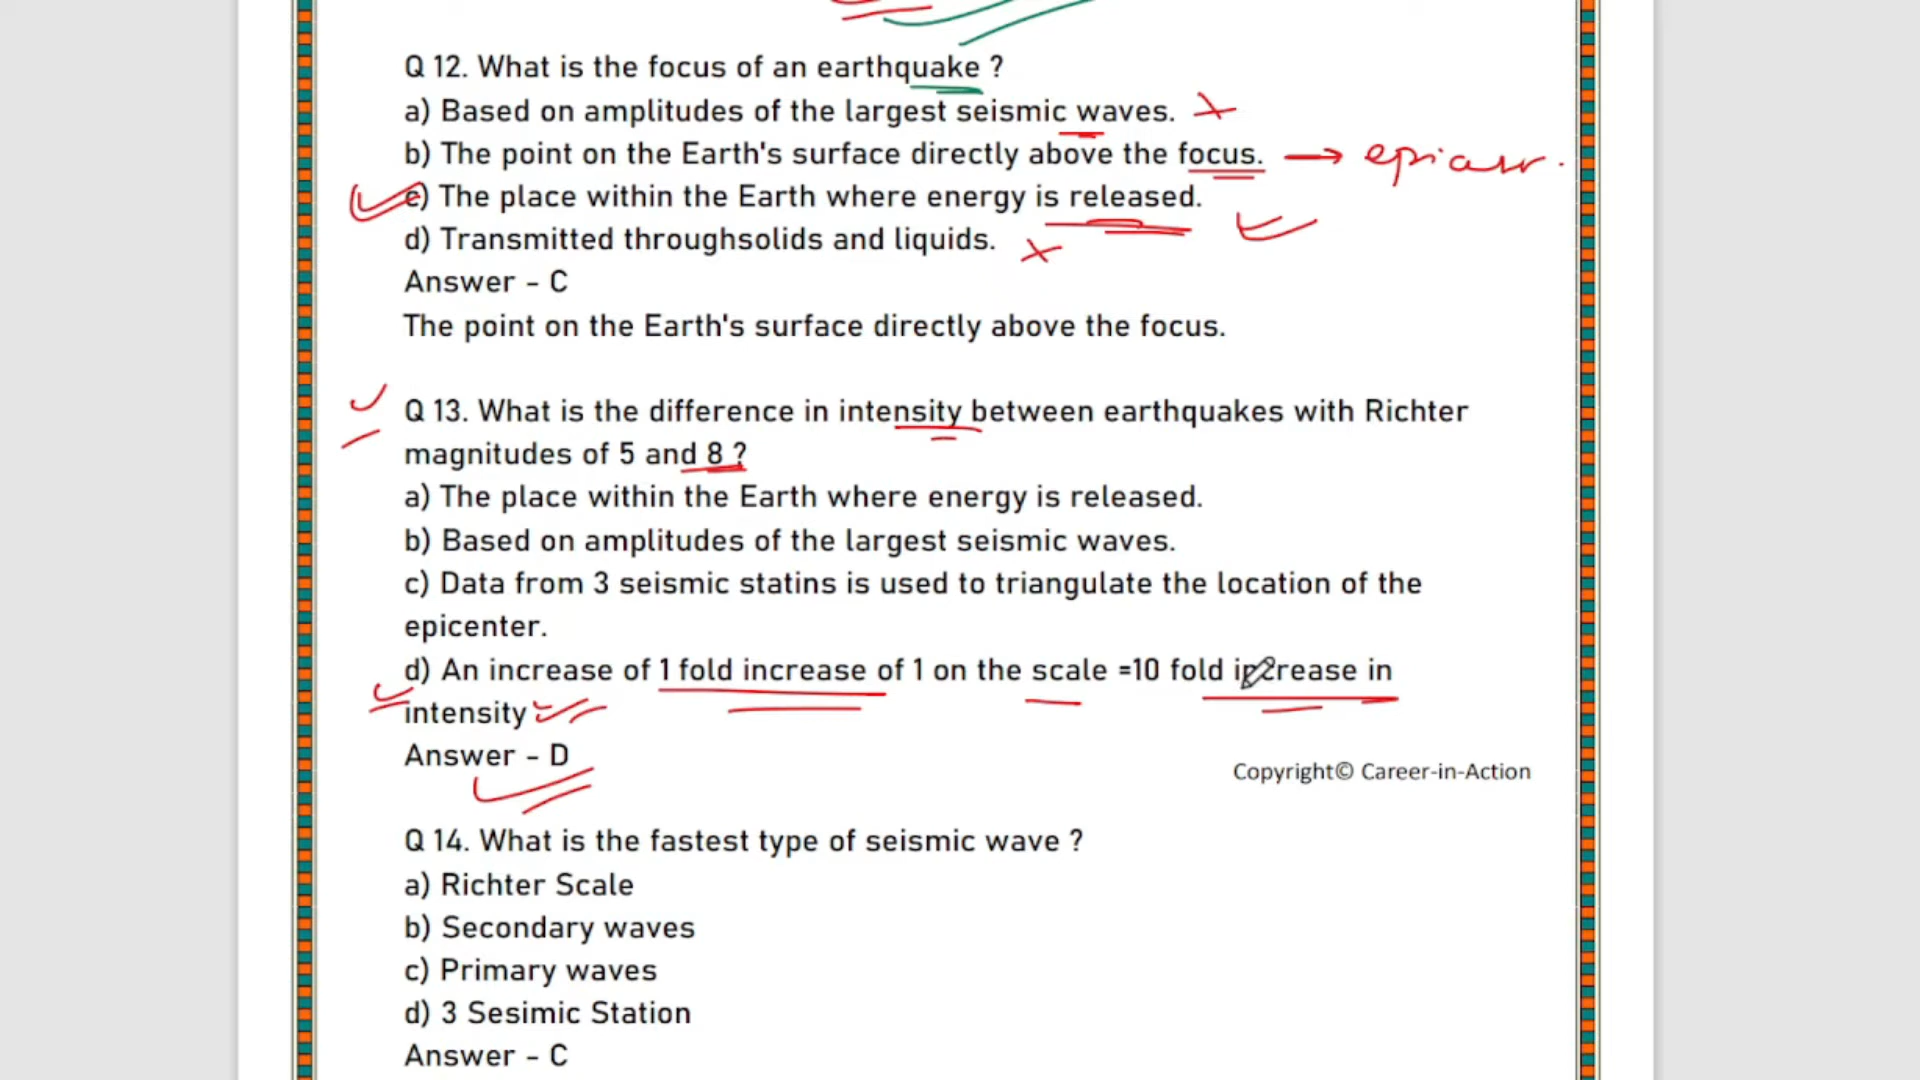 Q 12. What is the focus of an earthquake ?
a) Based on amplitudes of the largest seismic waves.
b) The point on the Earth's surface directly above the focus.
c) The place within the Earth where energy is released.
d) Transmitted throughsolids and liquids.
Answer - C
The point on the Earth's surface directly above the focus.
Q 13. What is the difference in intensity between earthquakes with Richter
magnitudes of 5 and 8 ?
a) The place within the Earth where energy is released.
b) Based on amplitudes of the largest seismic waves.
c) Data from 3 seismic statins is used to triangulate the location of the
epicenter.
d) An increase of 1 fold increase of 1 on the scale =10 fold increase in
intensity
Answer - D
Copyright© Career-in-Action
Q 14. What is the fastest type of seismic wave ?
a) Richter Scale
b) Secondary waves
c) Primary waves
d) 3 Sesimic Station
Answer - C